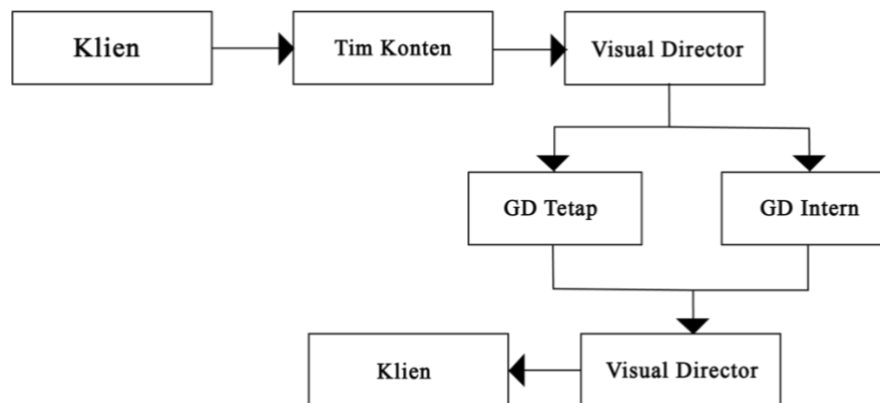 Klien
Tim Konten
Visual Director
GD Tetap
GD Intern
Klien
Visual Director